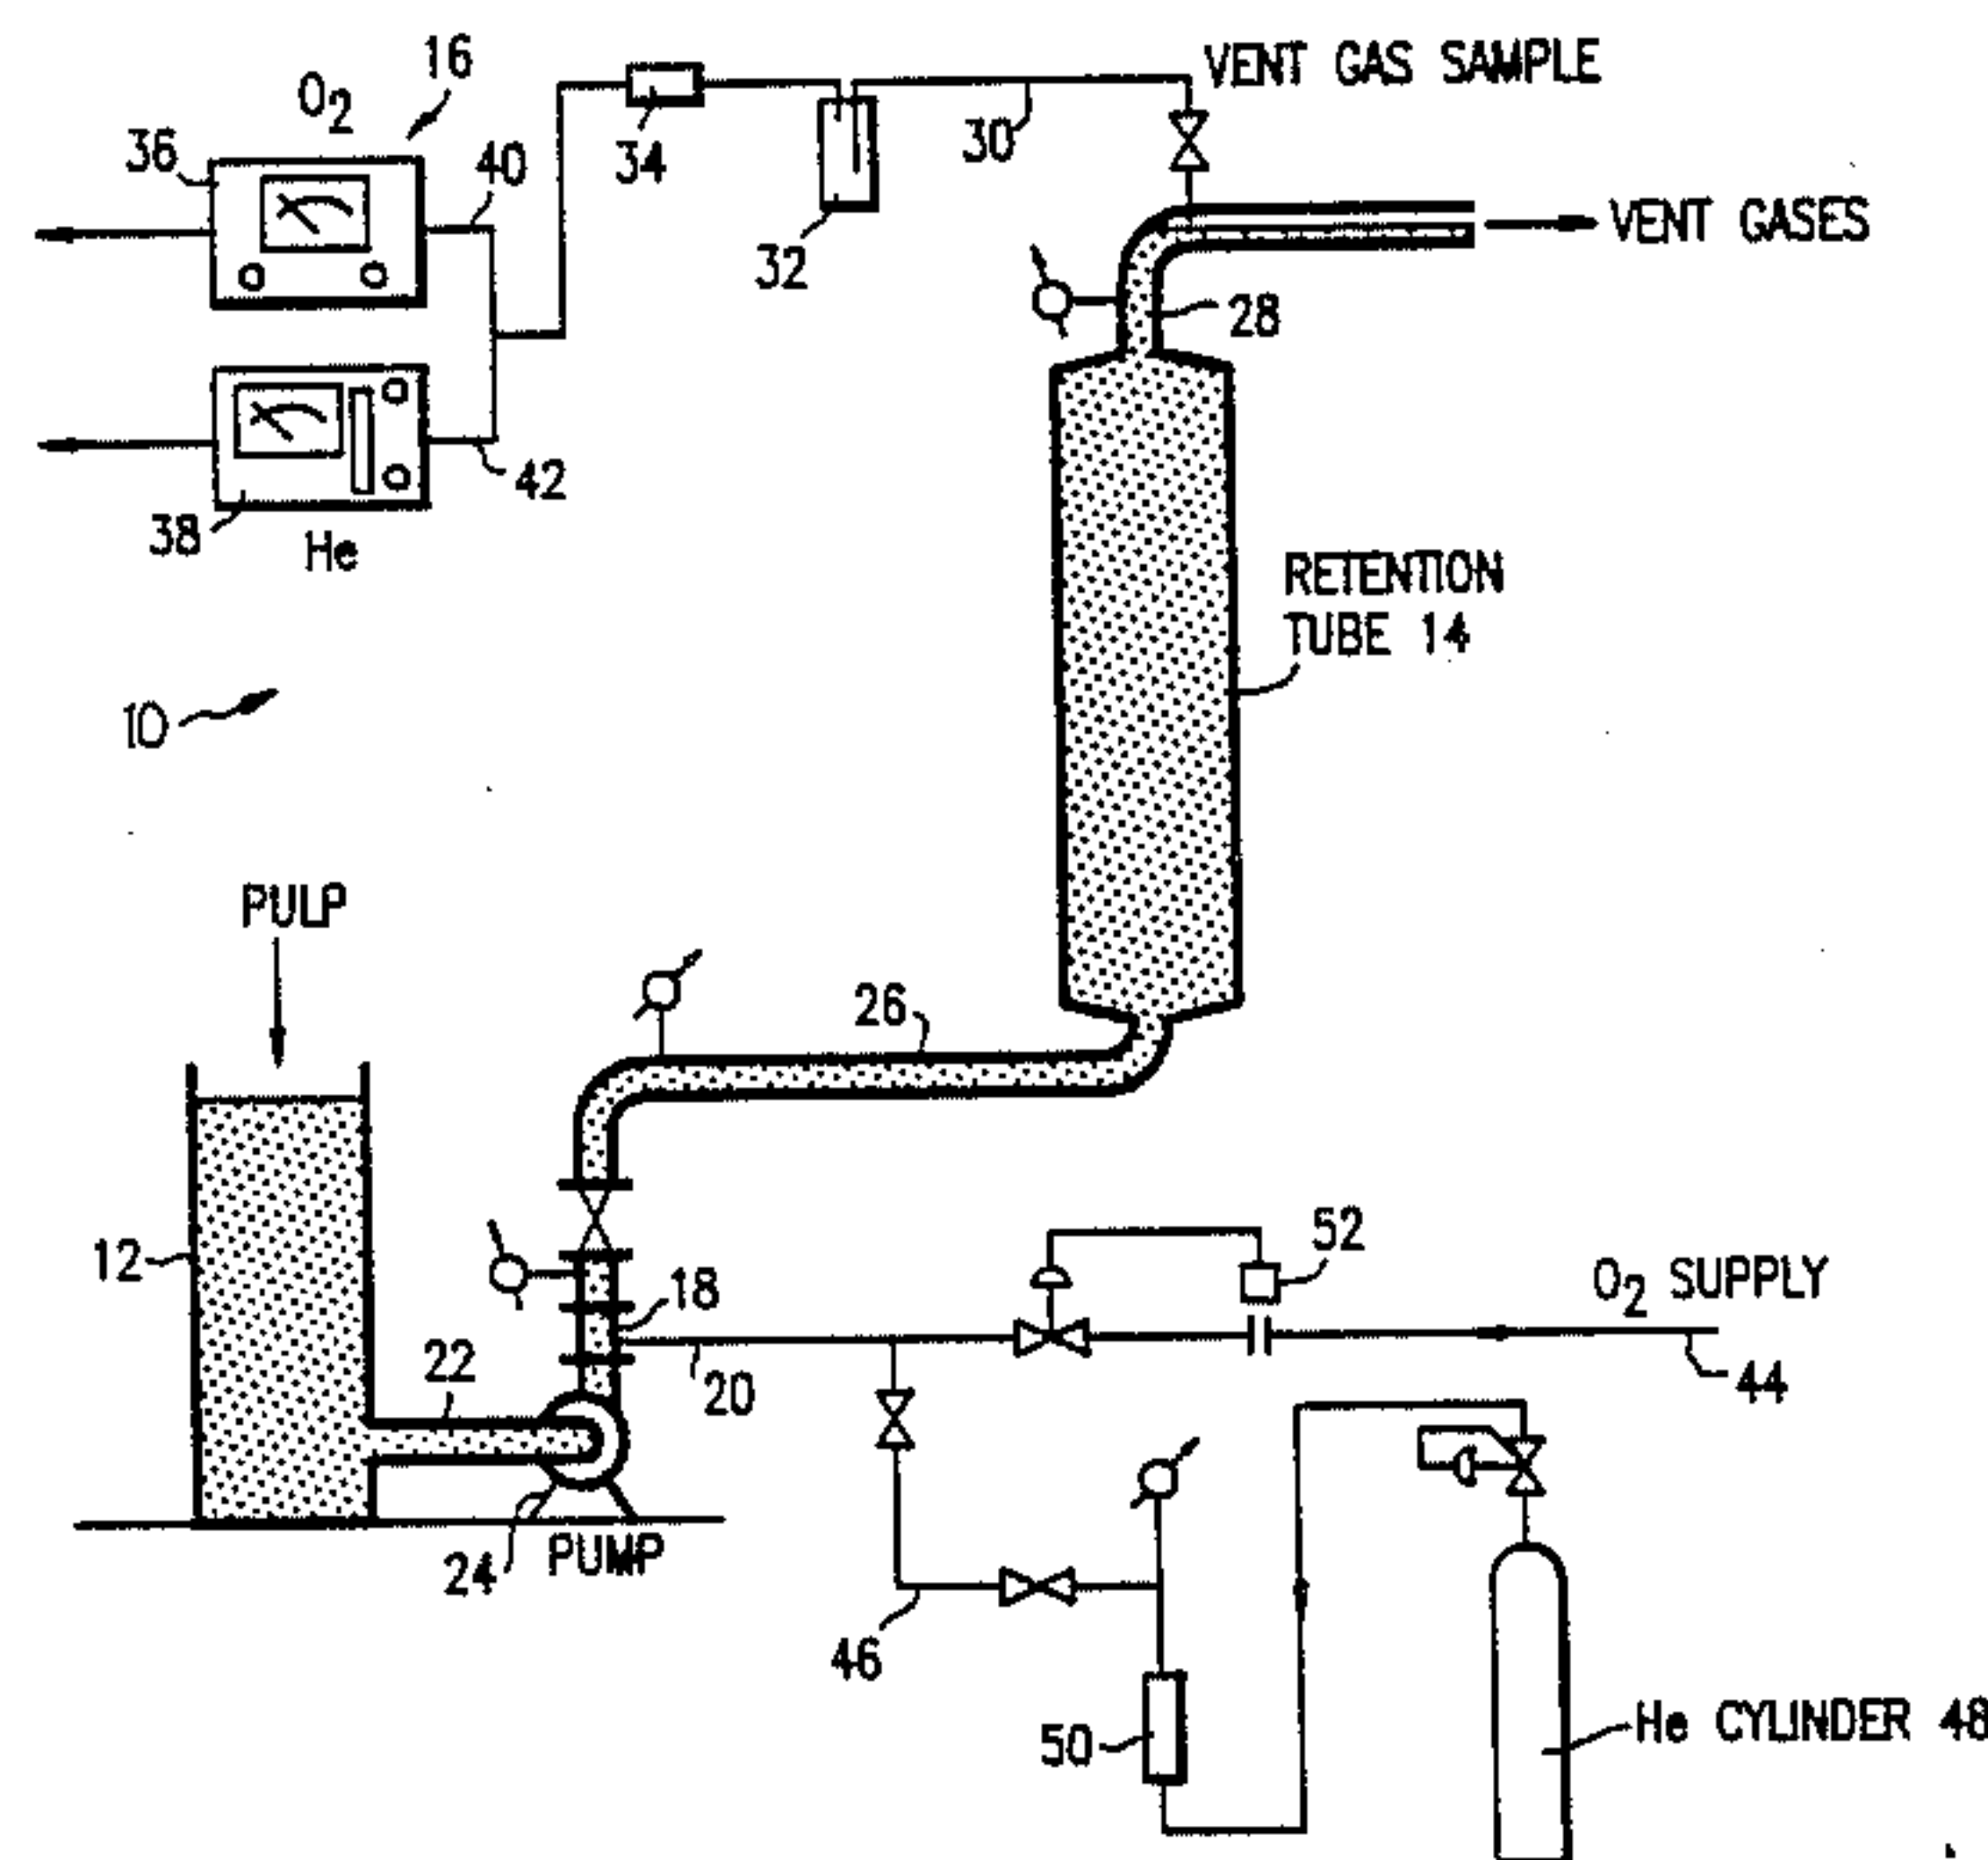 16
O2
VENT GAS SAMPLE
36
40
34
30
32
VENT GASES
28
42
38
He
RETENTION
TUBE 14
10
PULP
26
12
52
18
O2 SUPPLY
22
20
44
24
PUMP
46
50
He CYLINDER 48